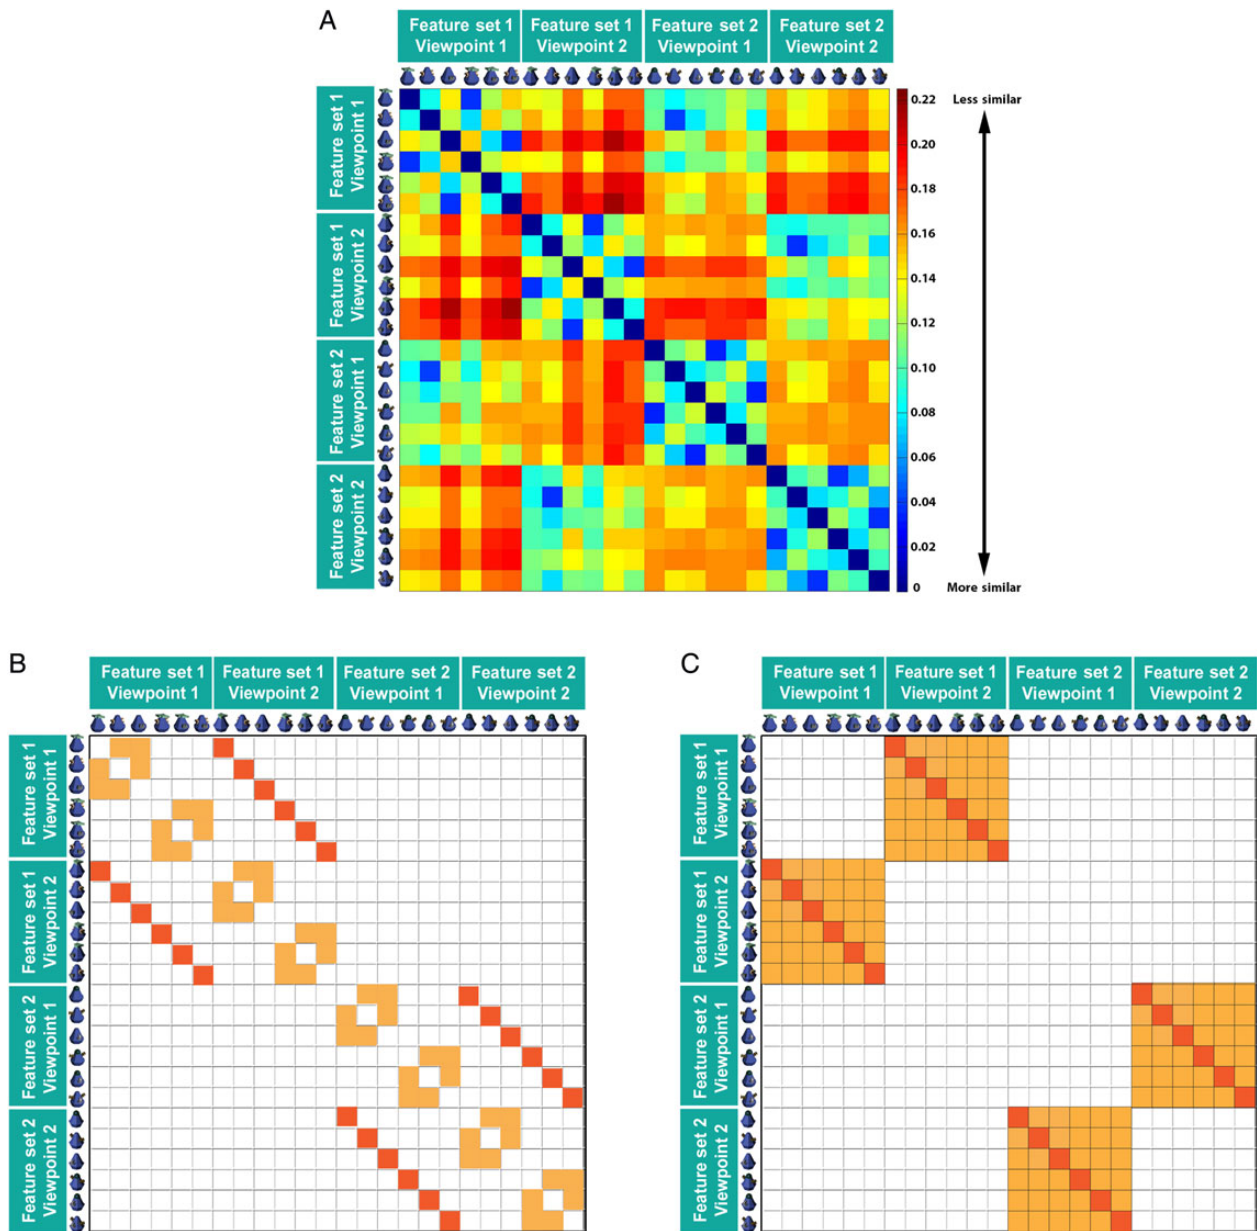 A
Feature set 1
Viewpoint 1
Feature set 1
Viewpoint 2
Feature set 2
Viewpoint 1
Feature set 2
Viewpoint 2
Feature set 1
Viewpoint 1
Feature set 1
Viewpoint 2
Feature set 2
Viewpoint 1
Feature set 2
Viewpoint 2
0.22
0.20
0.18
0.16
0.14
0.12
0.10
0.08
0.06
0.04
0.02
0
Less similar
More similar
B
Feature set 1
Viewpoint 1
Feature set 1
Viewpoint 2
Feature set 2
Viewpoint 1
Feature set 2
Viewpoint 2
Feature set 1
Viewpoint 1
Feature set 1
Viewpoint 2
Feature set 2
Viewpoint 1
Feature set 2
Viewpoint 2
C
Feature set 1
Viewpoint 1
Feature set 1
Viewpoint 2
Feature set 2
Viewpoint 1
Feature set 2
Viewpoint 2
Feature set 1
Viewpoint 1
Feature set 1
Viewpoint 2
Feature set 2
Viewpoint 1
Feature set 2
Viewpoint 2